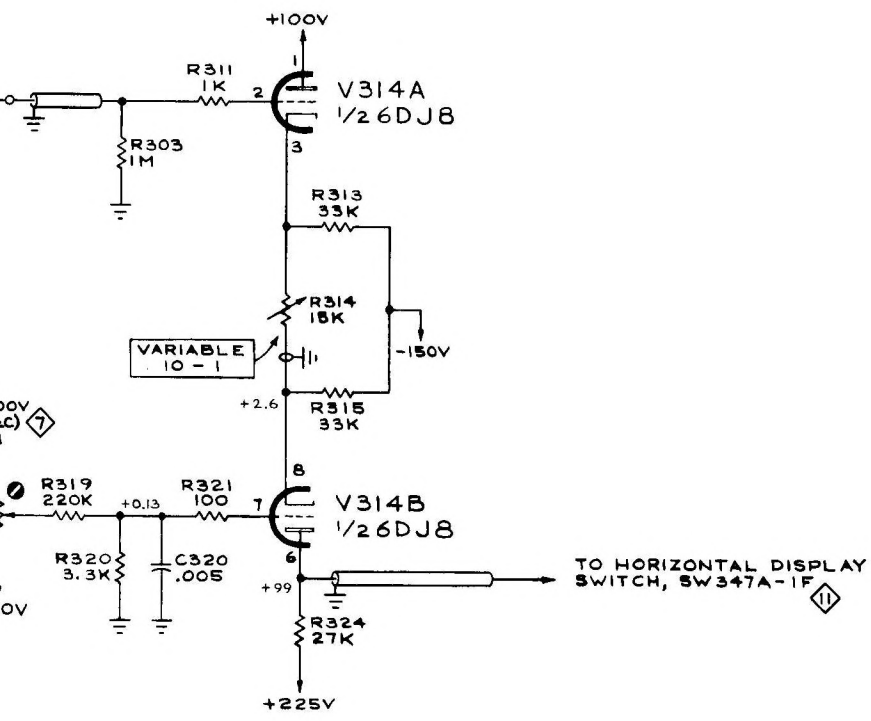 +100V
1
R311
1K
2
V314A
1/2 6DJ8
R303
1M
3
R313
33K
R314
15K
VARIABLE
10 - 1
-150V
+2.6
R315
33K
7
8
R319
220K
+0.13
R321
100
7
V314B
1/2 6DJ8
R320
3.3K
C320
.005
6
+99
TO HORIZONTAL DISPLAY
SWITCH, SW347A-1F
11
R324
27K
+225V